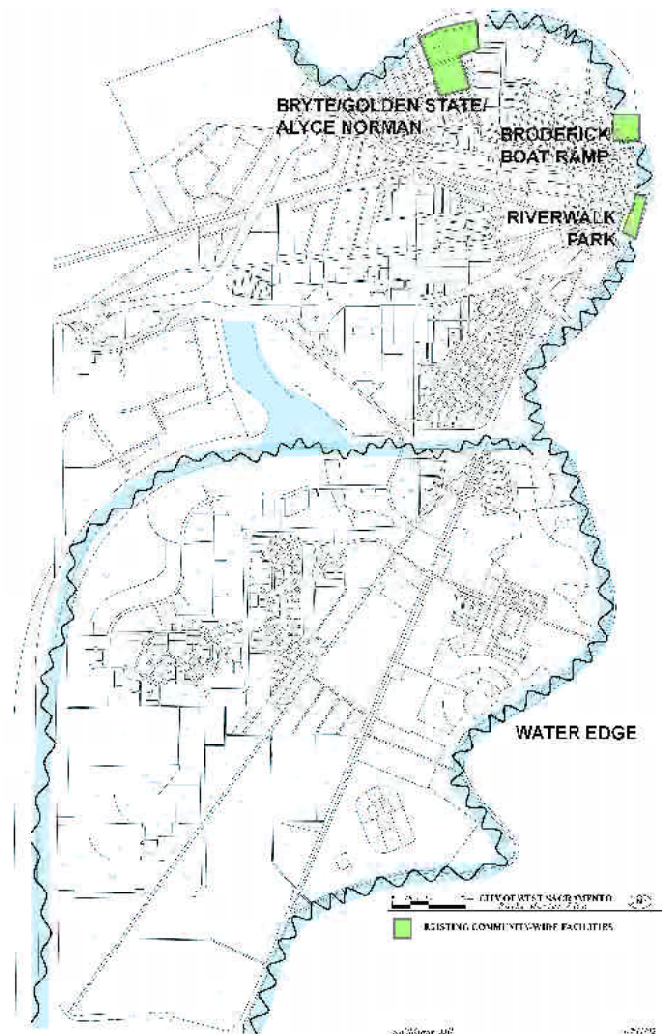 BRYTE/GOLDEN STATE/
ALYCE NORMAN
BRODERICK
BOAT RAMP
RIVERWALK
PARK
WATER EDGE
CITY OF WEST SACRAMENTO
EXISTING COMMUNITY-WIDE FACILITIES